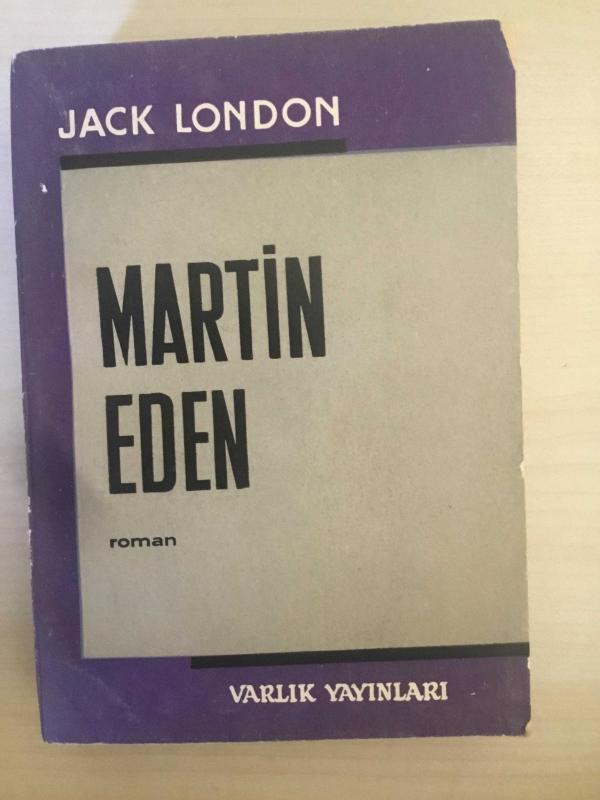 JACK LONDON
MARTİN
EDEN
roman
VARLIK YAYINLARI